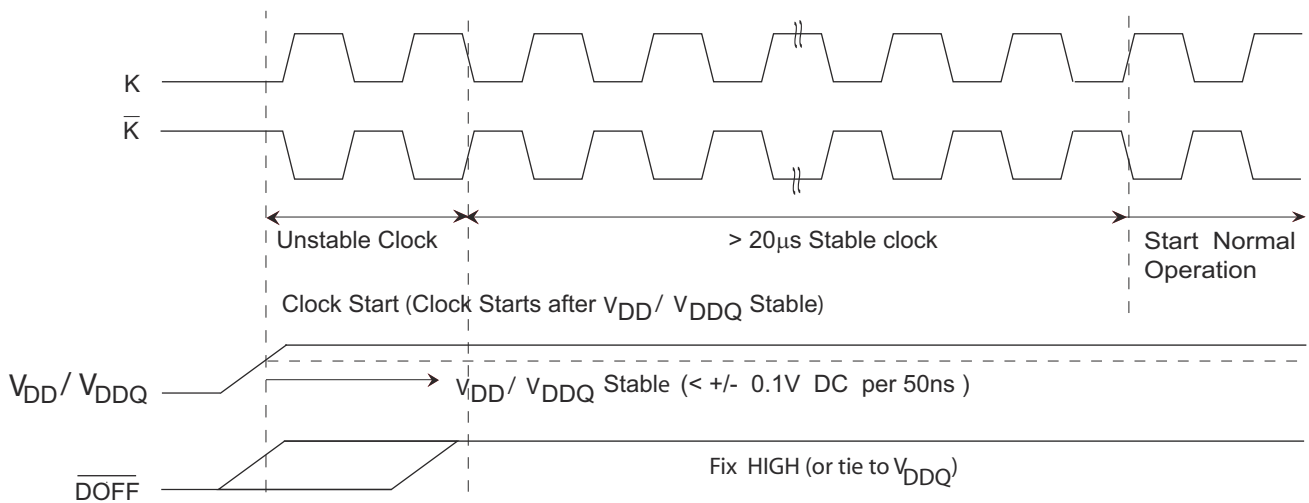 K
K̅
Unstable Clock
> 20μs Stable clock
Start Normal
Operation
Clock Start (Clock Starts after VDD/ VDDQ Stable)
VDD/ VDDQ
VDD/ VDDQ Stable (< +/- 0.1V DC per 50ns )
Fix HIGH (or tie to VDDQ)
D̅O̅F̅F̅